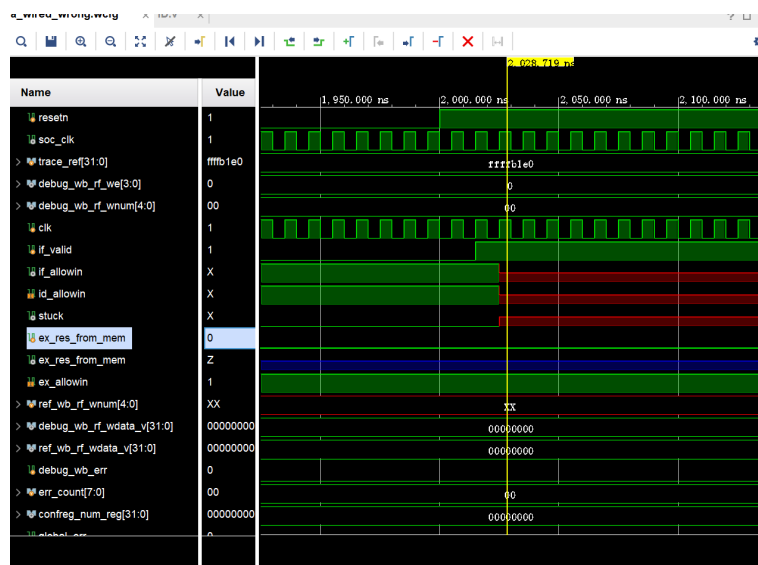 a_wired_wrong.wcfg × ID.v ×
Name Value
2,028.719 ns
1,950.000 ns 2,000.000 ns 2,050.000 ns 2,100.000 ns
resetn 1
soc_clk 1
trace_ref[31:0] ffffb1e0 ffffb1e0
debug_wb_rf_we[3:0] 0 0
debug_wb_rf_wnum[4:0] 00 00
clk 1
if_valid 1
if_allowin X
id_allowin X
stuck X
ex_res_from_mem 0
ex_res_from_mem Z
ex_allowin 1
ref_wb_rf_wnum[4:0] XX XX
debug_wb_rf_wdata_v[31:0] 00000000 00000000
ref_wb_rf_wdata_v[31:0] 00000000 00000000
debug_wb_err 0
err_count[7:0] 00 00
confreg_num_reg[31:0] 00000000 00000000
global_err 0